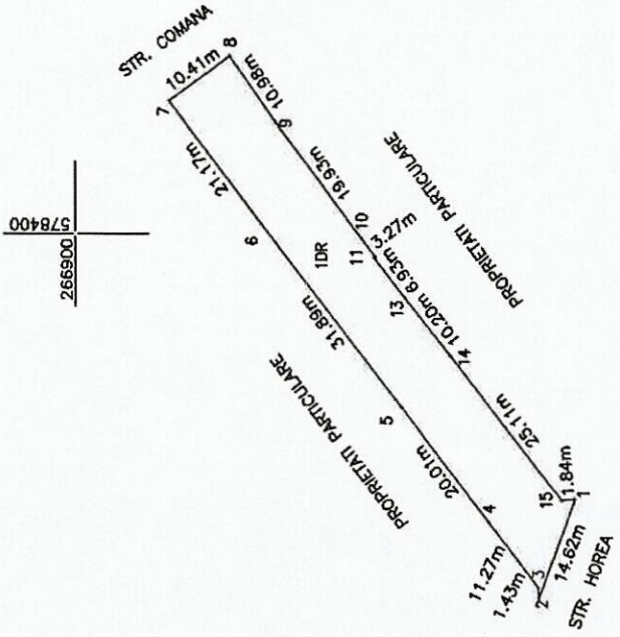 STR. COMANA
8
10.41m
7
10.98m
9
21.17m
19.93m
PROPRIETATI PARTICULARE
578400
266900
6
1DR
10
11
3.27m
6.93m
13
31.89m
10.20m
14
PROPRIETATI PARTICULARE
5
25.11m
20.01m
4
15
1.84m
1
11.27m
1.43m
3
2
14.62m
STR. HOREA